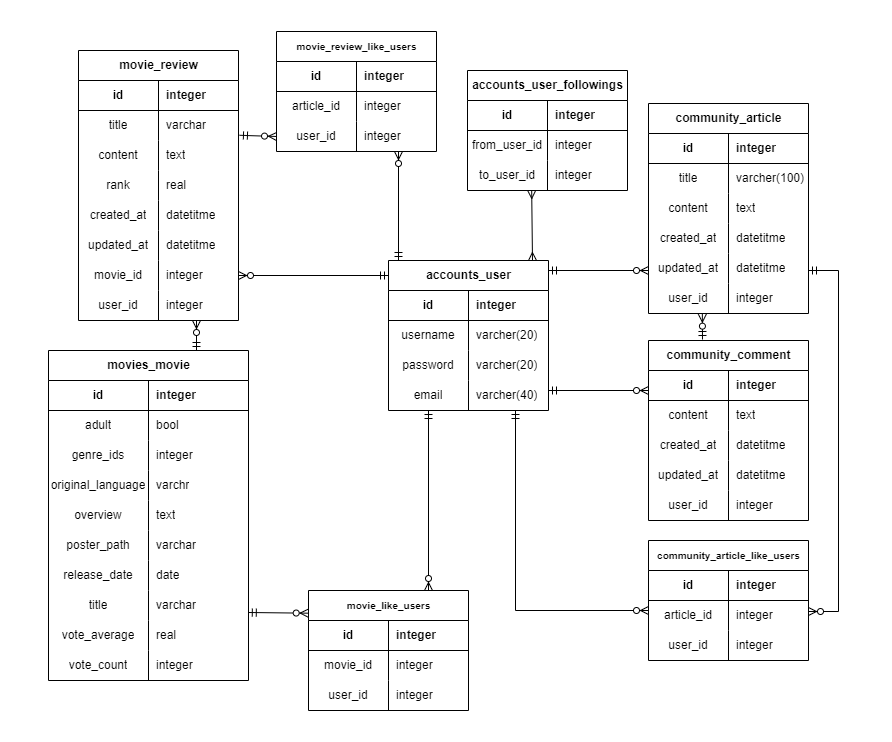 movie_review
id integer
title varchar
content text
rank real
created_at datetitme
updated_at datetitme
movie_id integer
user_id integer
movie_review_like_users
id integer
article_id integer
user_id integer
accounts_user_followings
id integer
from_user_id integer
to_user_id integer
community_article
id integer
title varcher(100)
content text
created_at datetitme
updated_at datetitme
user_id integer
accounts_user
id integer
username varcher(20)
password varcher(20)
email varcher(40)
movies_movie
id integer
adult bool
genre_ids integer
original_language varchr
overview text
poster_path varchar
release_date date
title varchar
vote_average real
vote_count integer
community_comment
id integer
content text
created_at datetitme
updated_at datetitme
user_id integer
movie_like_users
id integer
movie_id integer
user_id integer
community_article_like_users
id integer
article_id integer
user_id integer